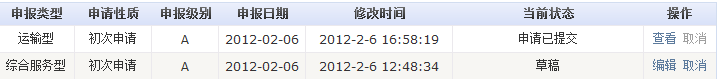 申报类型 申请性质 申报级别 申报日期 修改时间 当前状态 操作
运输型 初次申请 A 2012-02-06 2012-2-6 16:58:19 申请已提交 查看 取消
综合服务型 初次申请 A 2012-02-06 2012-2-6 12:48:34 草稿 编辑 取消